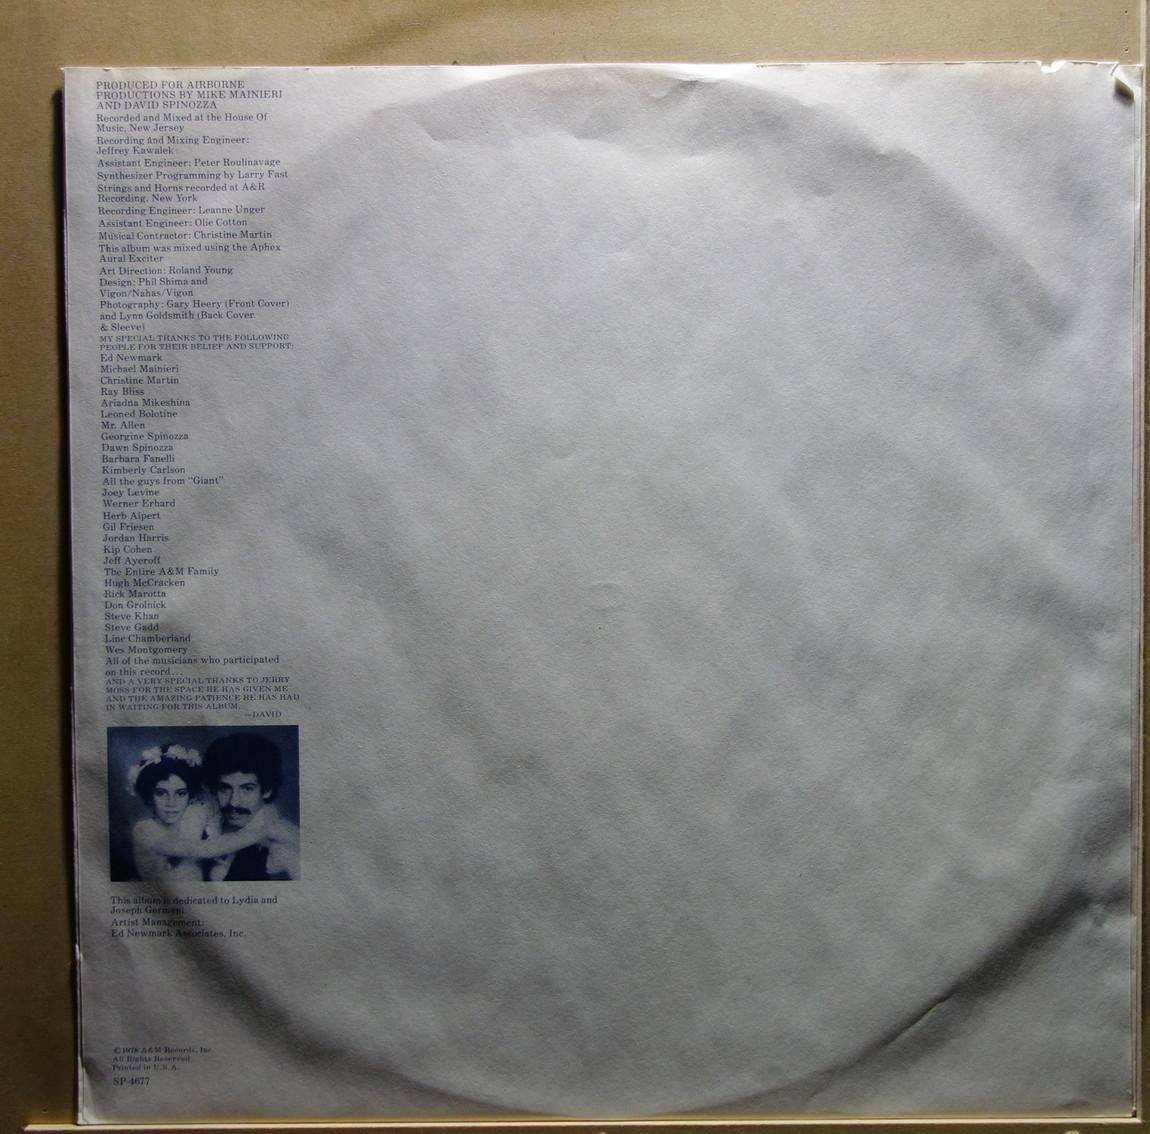 PRODUCED FOR AIRBORNE
PRODUCTIONS BY MIKE MAINIERI
AND DAVID SPINOZZA
Recorded and Mixed at the House Of
Music, New Jersey
Recording and Mixing Engineer:
Jeffrey Kawalek
Assistant Engineer: Peter Roulinavage
Synthesizer Programming by Larry Fast
Strings and Horns recorded at A&R
Recording, New York
Recording Engineer: Leanne Unger
Assistant Engineer: Olie Cotton
Musical Contractor: Christine Martin
This album was mixed using the Aphex
Aural Exciter
Art Direction: Roland Young
Design: Phil Shima and
Vigon/Nahas/Vigon
Photography: Gary Heery (Front Cover)
and Lynn Goldsmith (Back Cover
& Sleeve)
MY SPECIAL THANKS TO THE FOLLOWING
PEOPLE FOR THEIR BELIEF AND SUPPORT:
Ed Newmark
Michael Mainieri
Christine Martin
Ray Bliss
Ariadna Mikeshina
Leoned Bolotine
Mr. Allen
Georgine Spinozza
Dawn Spinozza
Barbara Fanelli
Kimberly Carlson
All the guys from "Giant"
Joey Levine
Werner Erhard
Herb Alpert
Gil Friesen
Jordan Harris
Kip Cohen
Jeff Ayeroff
The Entire A&M Family
Hugh McCracken
Rick Marotta
Don Grolnick
Steve Khan
Steve Gadd
Line Chamberland
Wes Montgomery
All of the musicians who participated
on this record...
AND A VERY SPECIAL THANKS TO JERRY
MOSS FOR THE SPACE HE HAS GIVEN ME
AND THE AMAZING PATIENCE HE HAS HAD
IN WAITING FOR THIS ALBUM.
—DAVID
This album is dedicated to Lydia and
Joseph Germani
Artist Management:
Ed Newmark Associates, Inc.
© 1978 A&M Records, Inc.
All Rights Reserved
Printed in U.S.A.
SP-4677